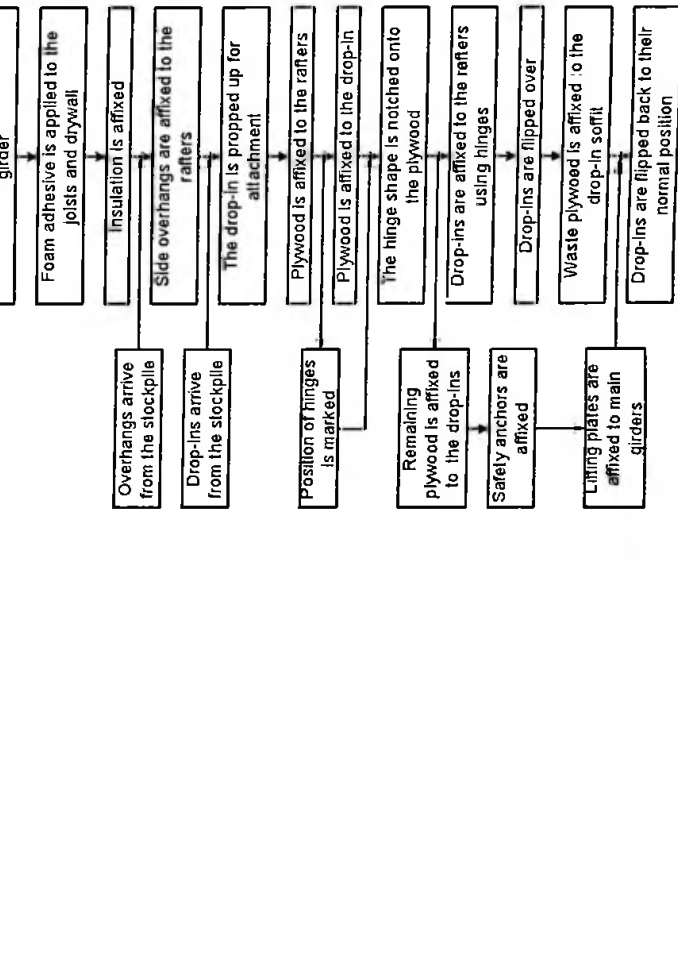 girder
Foam adhesive is applied to the
joists and drywall
Insulation is affixed
Side overhangs are affixed to the
rafters
The drop-in is propped up for
attachment
Plywood is affixed to the rafters
Plywood is affixed to the drop-in
The hinge shape is notched onto
the plywood
Drop-ins are affixed to the rafters
using hinges
Drop-ins are flipped over
Waste plywood is affixed to the
drop-in soffit
Drop-ins are flipped back to their
normal position
Overhangs arrive
from the stockpile
Drop-ins arrive
from the stockpile
Position of hinges
is marked
Remaining
plywood is affixed
to the drop-ins
Safety anchors are
affixed
Lifting plates are
affixed to main
girders